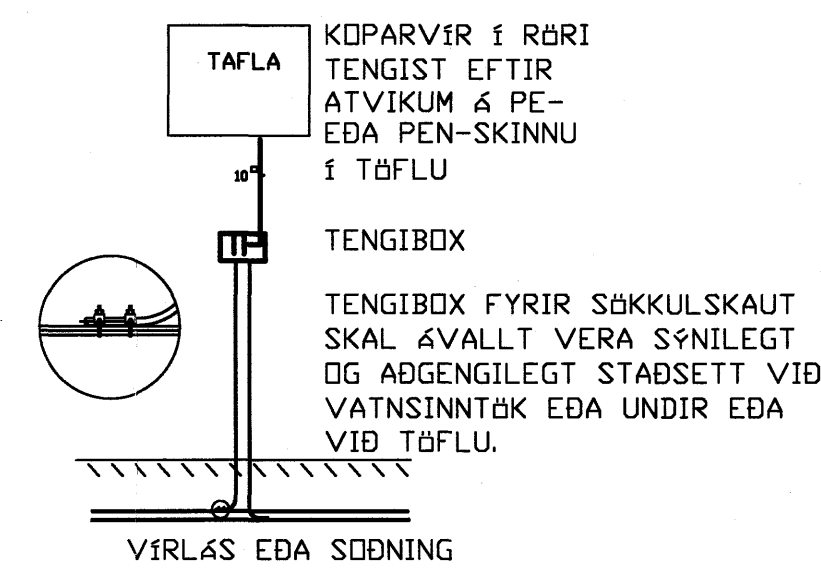 TAFLA
KOPARVÍR Í RÖRI
TENGIST EFTIR
ATVIKUM Á PE-
EÐA PEN-SKINNU
Í TÖFLU
10□
TENGIBOX
TENGIBOX FYRIR SÖKKULSKAUT
SKAL ÁVALLT VERA SÝNILEGT
OG AÐGENGILEGT STAÐSETT VIÐ
VATNSINNTÖK EÐA UNDIR EÐA
VIÐ TÖFLU.
VÍRLÁS EÐA SOÐNING